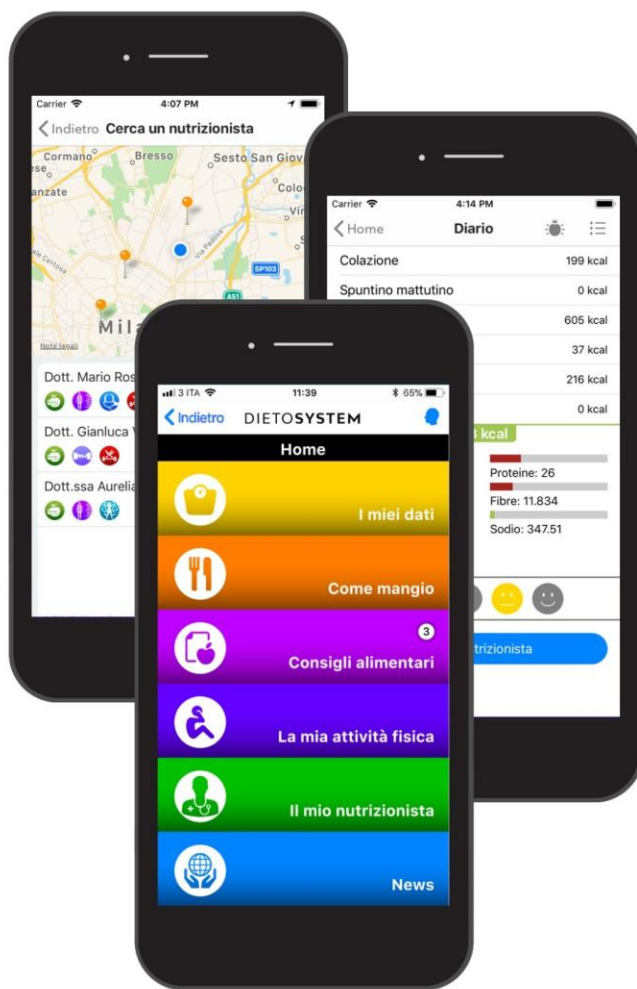 Carrier 4:07 PM
Indietro Cerca un nutrizionista
Cormano Bresso Sesto San Giov
Via Padova
SP103
A51
Certosa
Mila
Note legali
Dott. Mario Ros
Dott. Gianluca V
Dott.ssa Aurelia
Carrier 4:14 PM
Home Diario
Colazione 199 kcal
Spuntino mattutino 0 kcal
605 kcal
37 kcal
216 kcal
0 kcal
kcal
Proteine: 26
Fibre: 11.834
Sodio: 347.51
trizionista
3 ITA 11:39 65%
Indietro DIETOSYSTEM
Home
I miei dati
Come mangio
3
Consigli alimentari
La mia attività fisica
Il mio nutrizionista
News